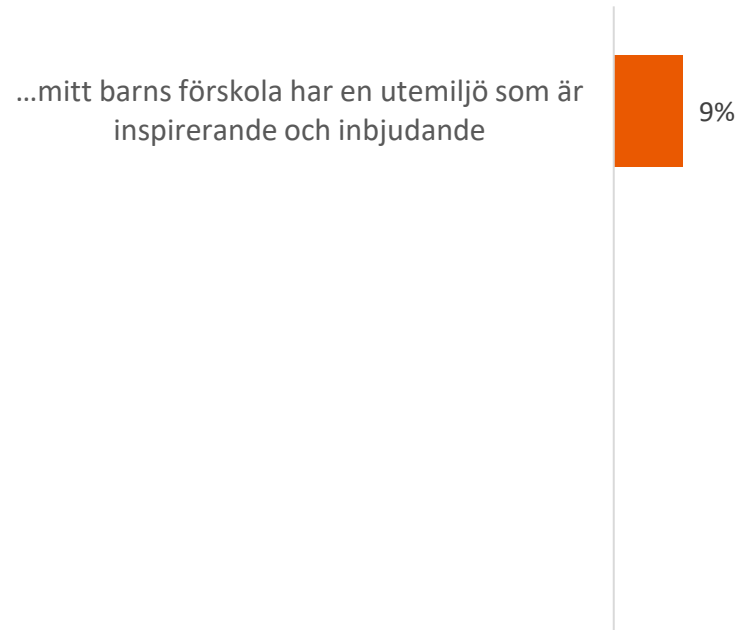 …mitt barns förskola har en utemiljö som är
inspirerande och inbjudande
9%